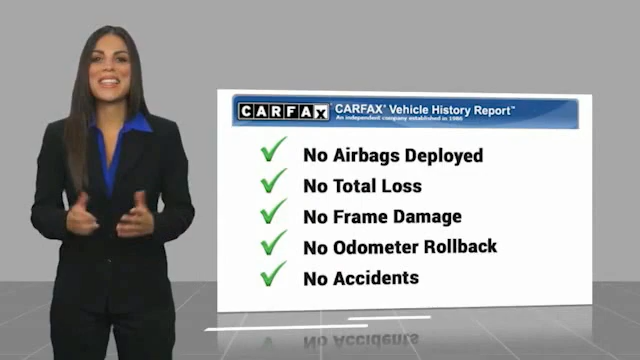 CARFAX CARFAX® Vehicle History Report™
An independent company established in 1986
No Airbags Deployed
No Total Loss
No Frame Damage
No Odometer Rollback
No Accidents